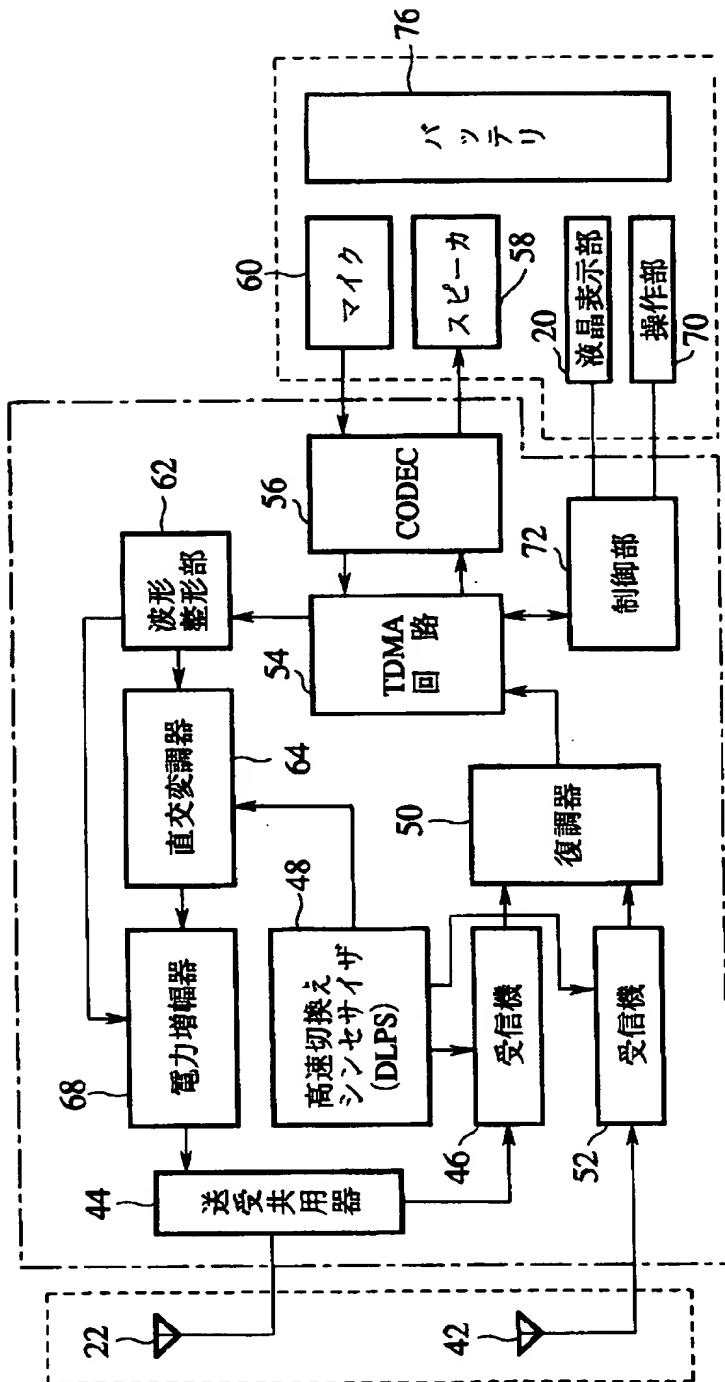 22
42
44
送受共用器
68
電力増幅器
直交変調器
64
波形
整形部
62
高速切換え
シンセサイザ
(DLPS)
48
受信機
46
受信機
52
復調器
50
TDMA
回路
54
CODEC
56
制御部
72
マイク
60
スピーカ
58
液晶表示部
20
操作部
70
バッテリ
76